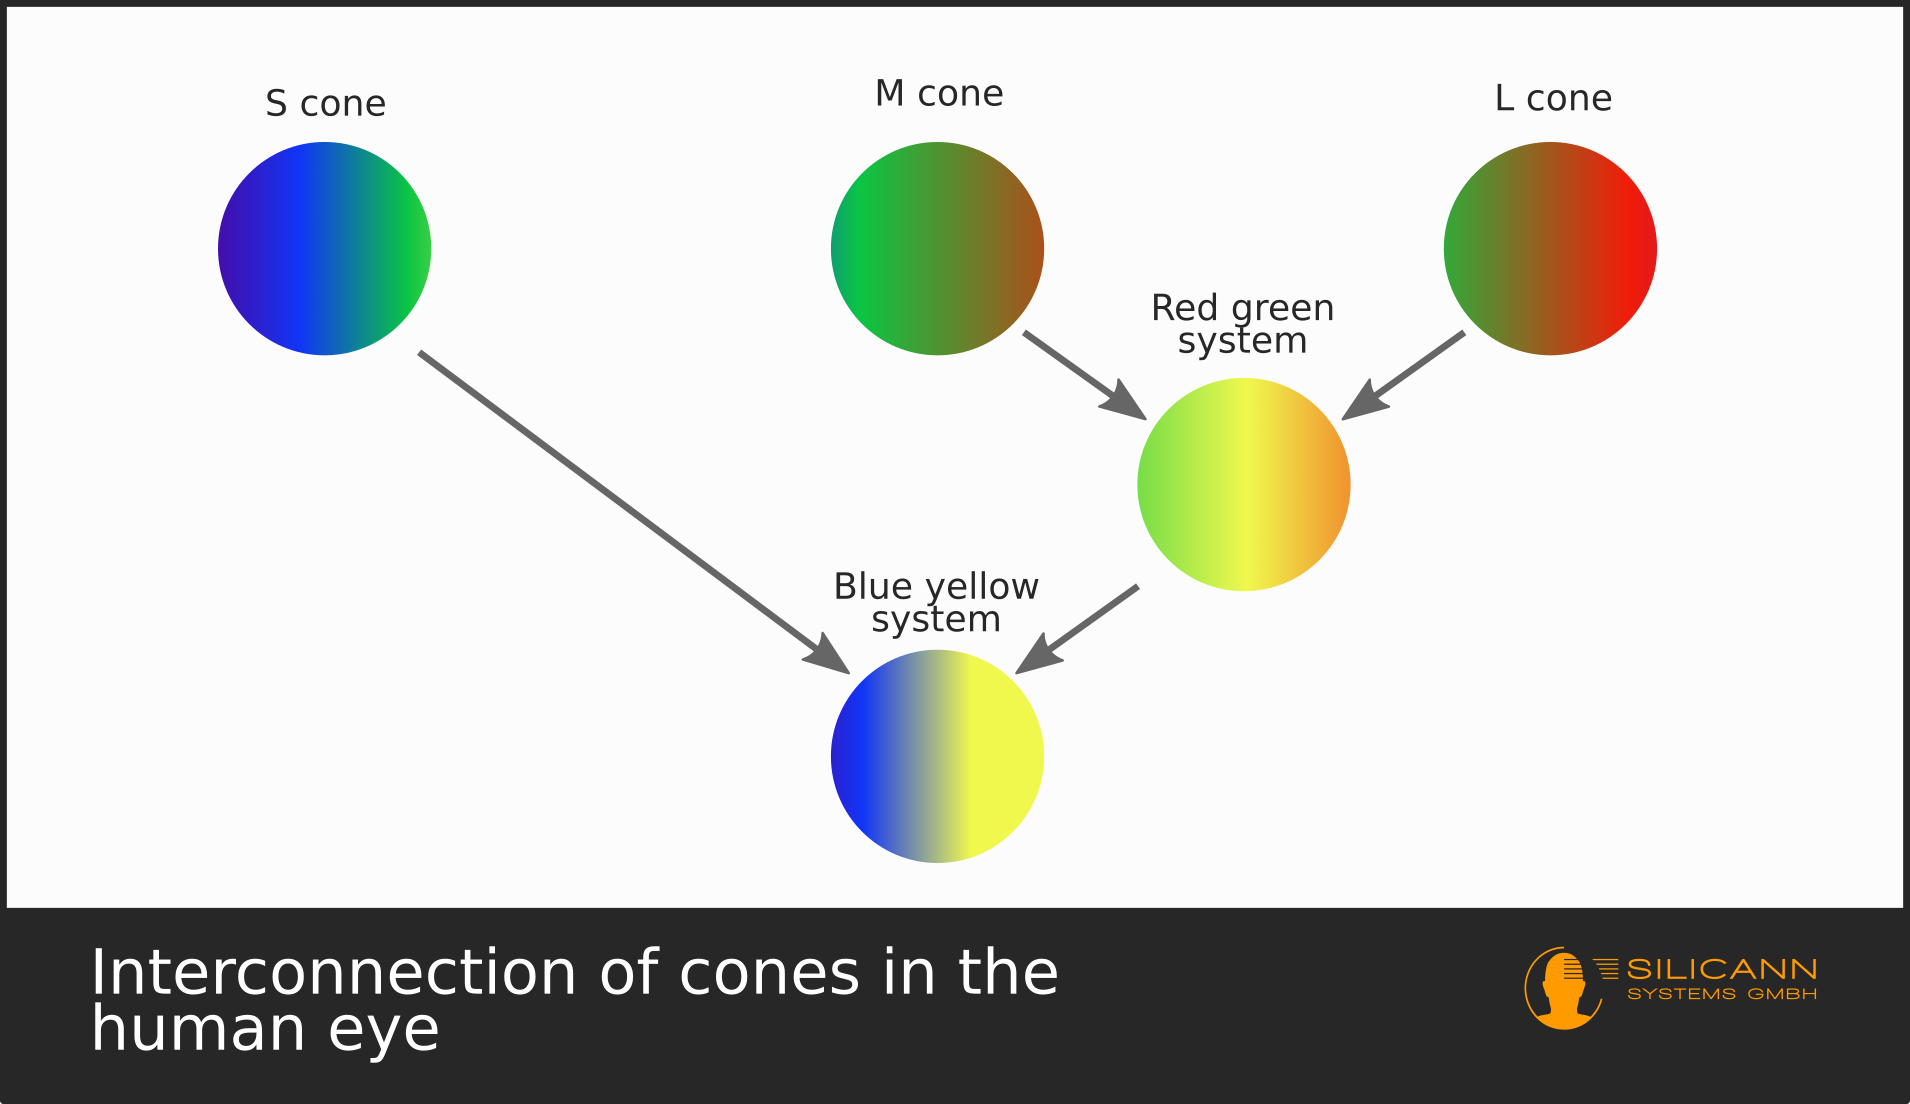 S cone
M cone
L cone
Red green
system
Blue yellow
system
Interconnection of cones in the
human eye
SILICANN
SYSTEMS GMBH